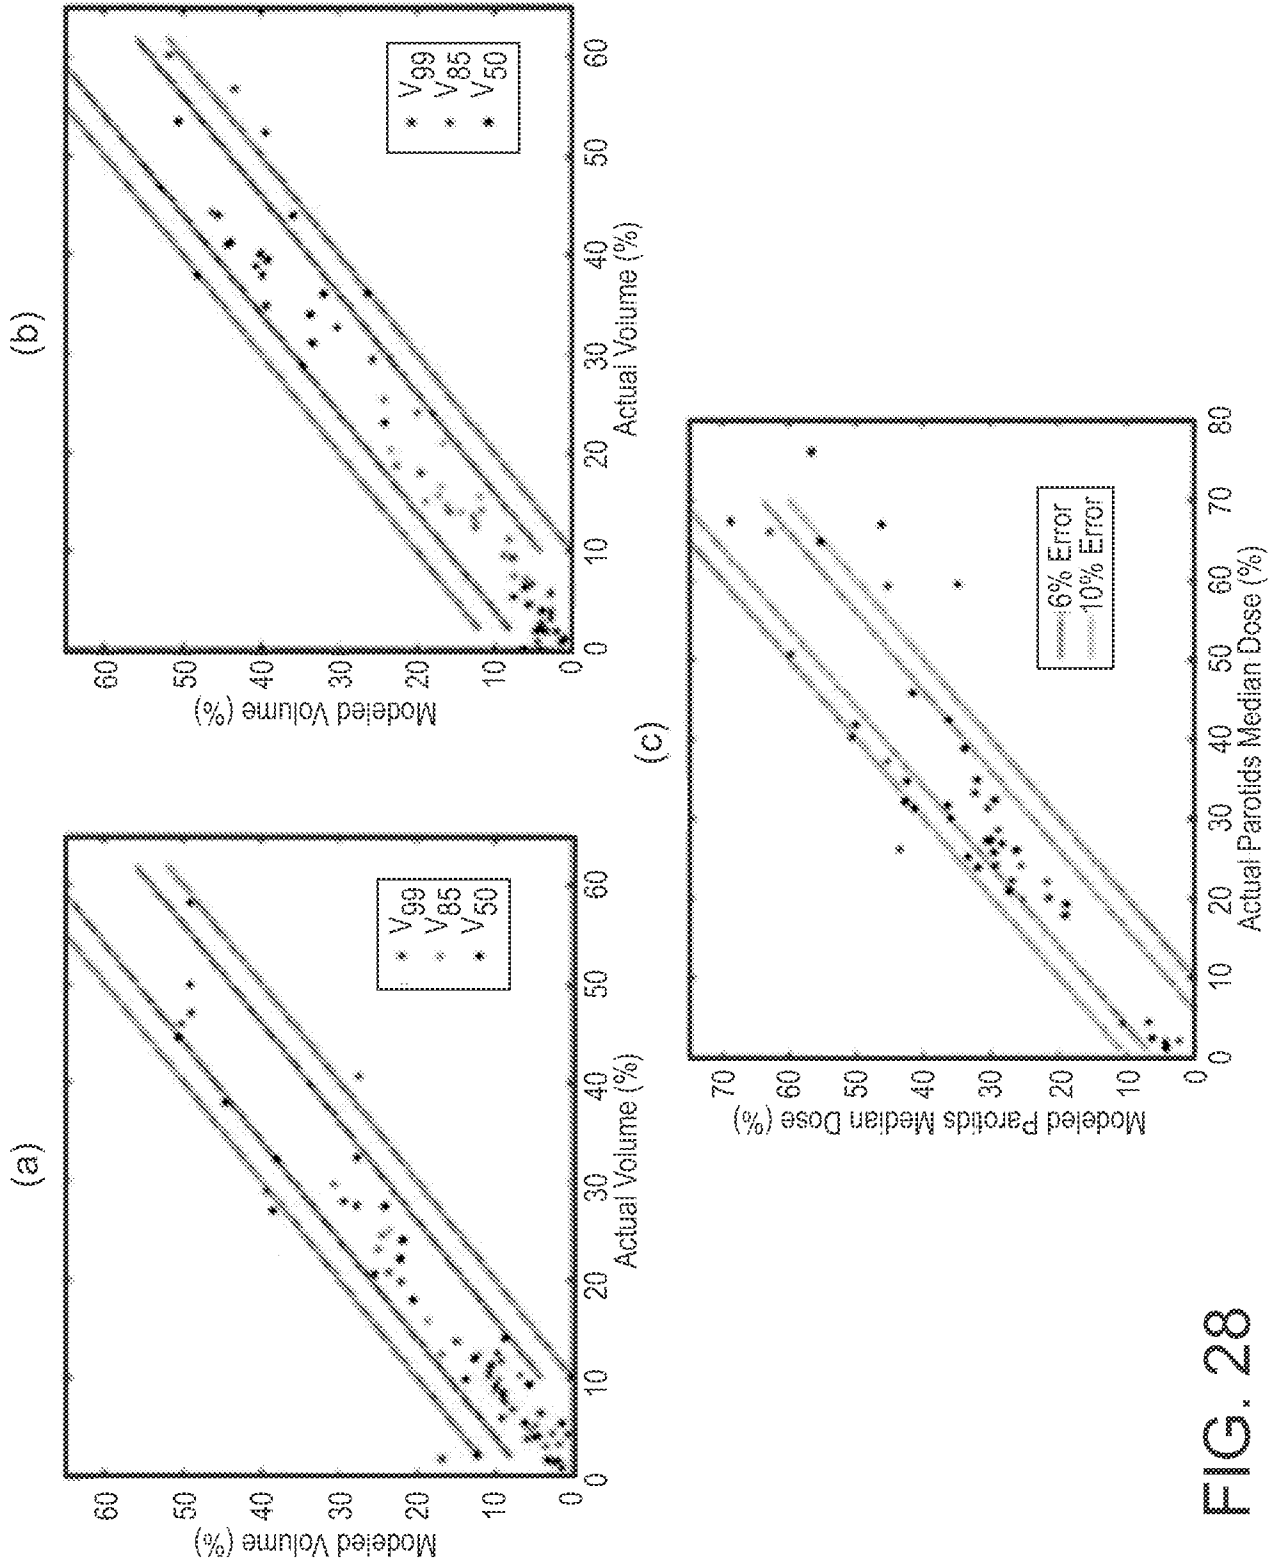 (a)
Modeled Volume (%)
60
50
40
30
20
10
0
0
10
20
30
40
50
60
Actual Volume (%)
V99
V85
V50
(b)
Modeled Volume (%)
60
50
40
30
20
10
0
0
10
20
30
40
50
60
Actual Volume (%)
V99
V85
V50
(c)
Modeled Parotids Median Dose (%)
70
60
50
40
30
20
10
0
0
10
20
30
40
50
60
70
80
Actual Parotids Median Dose (%)
6% Error
10% Error
FIG. 28